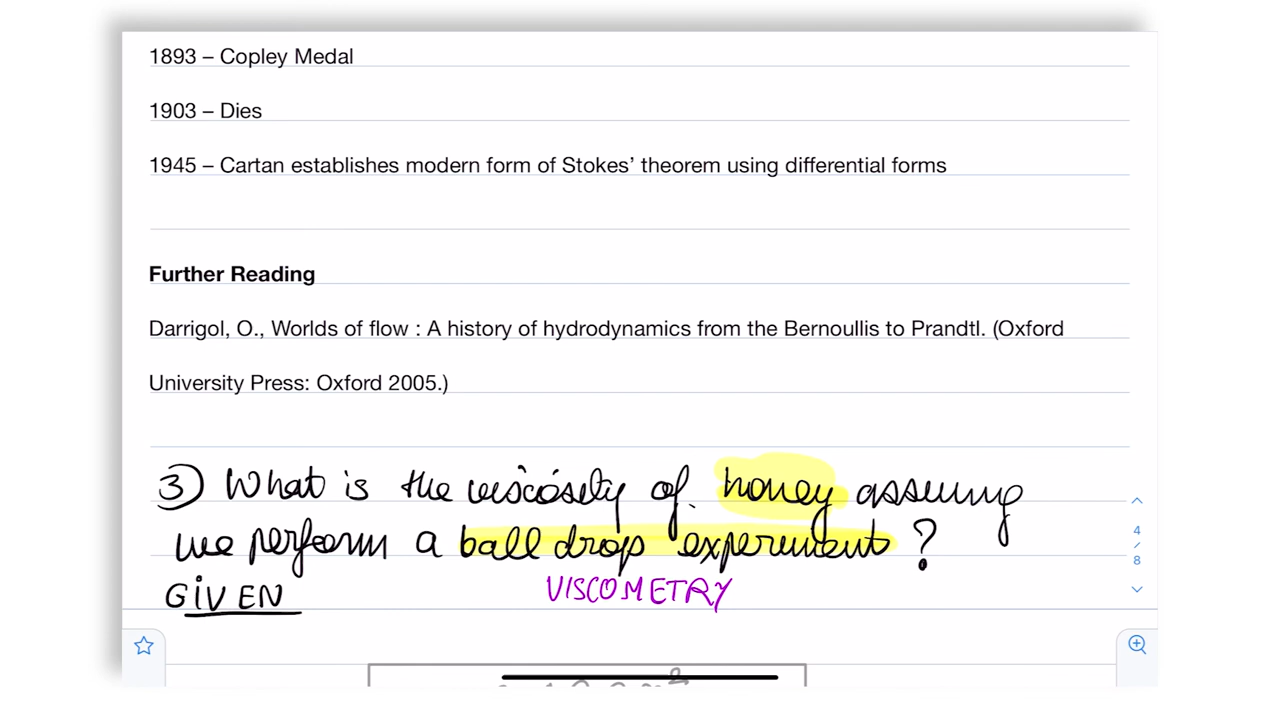 1893 – Copley Medal
1903 – Dies
1945 – Cartan establishes modern form of Stokes’ theorem using differential forms
Further Reading
Darrigol, O., Worlds of flow : A history of hydrodynamics from the Bernoullis to Prandtl. (Oxford
University Press: Oxford 2005.)
3) What is the viscosity of honey assuming
we perform a ball drop experiment ?
GIVEN
VISCOMETRY
4
/
8